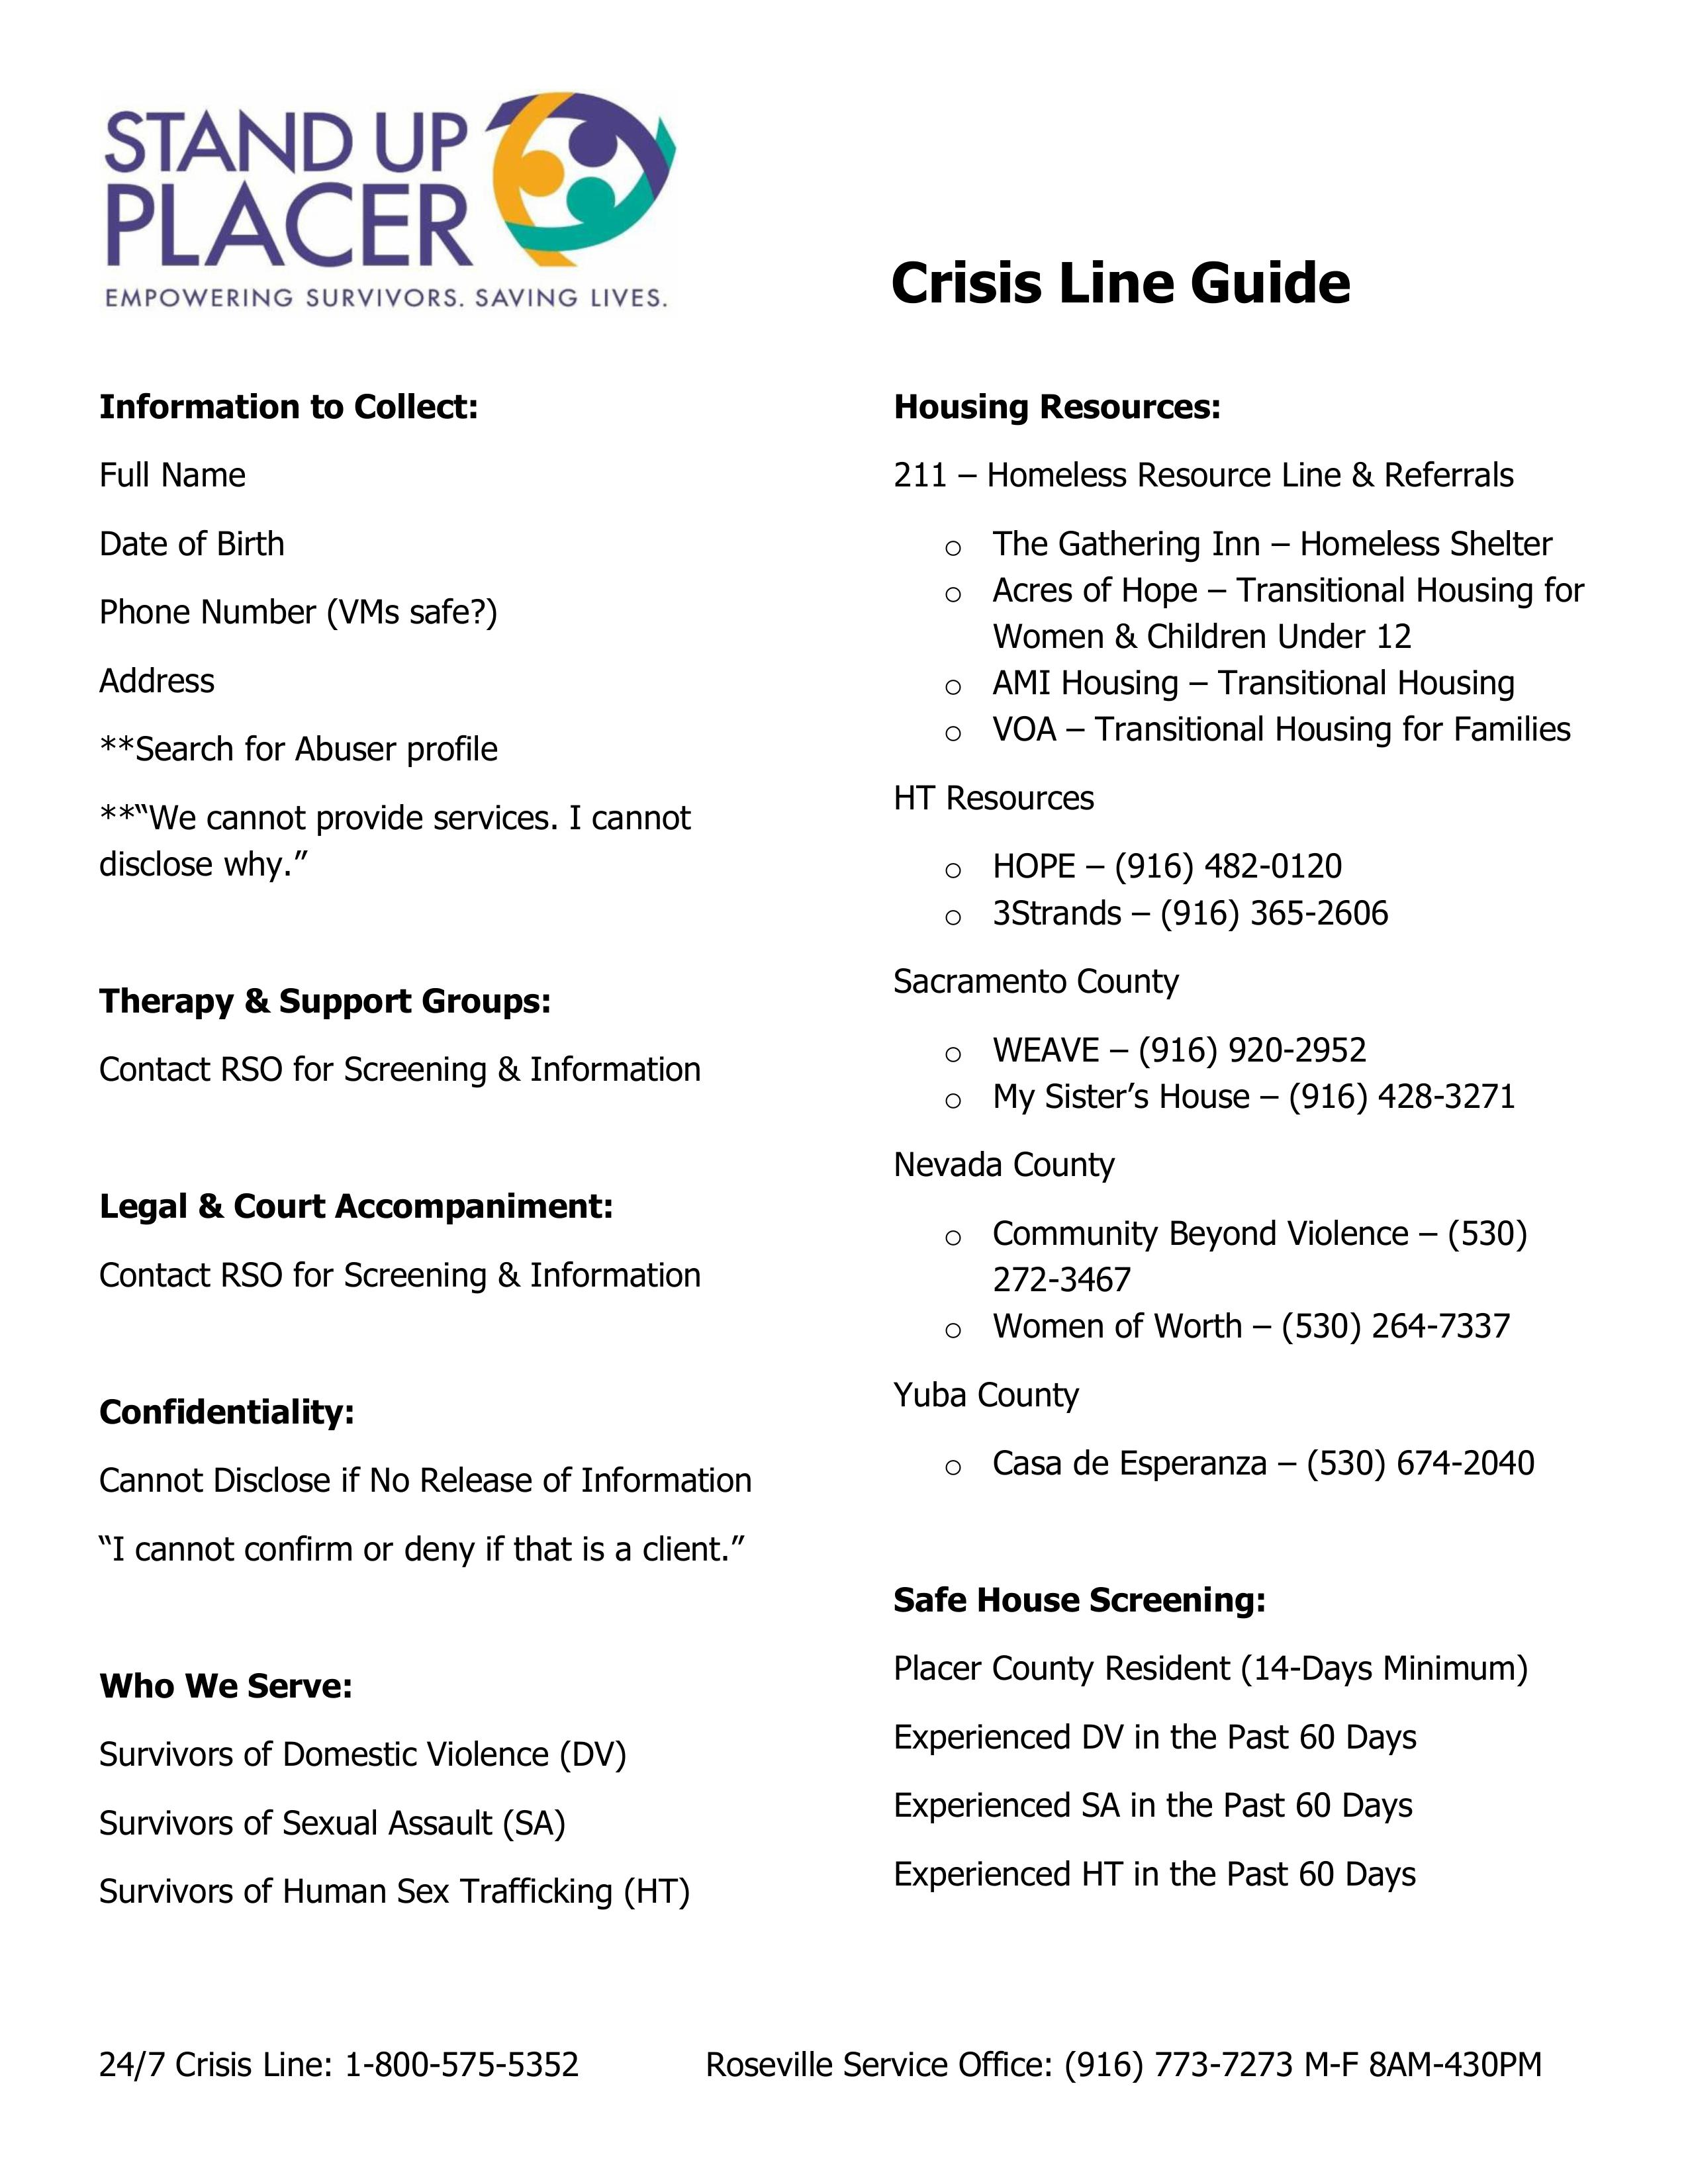 STAND UP
PLACER
EMPOWERING SURVIVORS. SAVING LIVES.
Crisis Line Guide
Information to Collect:
Full Name
Date of Birth
Phone Number (VMs safe?)
Address
**Search for Abuser profile
**“We cannot provide services. I cannot
disclose why.”
Therapy & Support Groups:
Contact RSO for Screening & Information
Legal & Court Accompaniment:
Contact RSO for Screening & Information
Confidentiality:
Cannot Disclose if No Release of Information
“I cannot confirm or deny if that is a client.”
Who We Serve:
Survivors of Domestic Violence (DV)
Survivors of Sexual Assault (SA)
Survivors of Human Sex Trafficking (HT)
Housing Resources:
211 – Homeless Resource Line & Referrals
o The Gathering Inn – Homeless Shelter
o Acres of Hope – Transitional Housing for
Women & Children Under 12
o AMI Housing – Transitional Housing
o VOA – Transitional Housing for Families
HT Resources
o HOPE – (916) 482-0120
o 3Strands – (916) 365-2606
Sacramento County
o WEAVE – (916) 920-2952
o My Sister’s House – (916) 428-3271
Nevada County
o Community Beyond Violence – (530)
272-3467
o Women of Worth – (530) 264-7337
Yuba County
o Casa de Esperanza – (530) 674-2040
Safe House Screening:
Placer County Resident (14-Days Minimum)
Experienced DV in the Past 60 Days
Experienced SA in the Past 60 Days
Experienced HT in the Past 60 Days
24/7 Crisis Line: 1-800-575-5352 Roseville Service Office: (916) 773-7273 M-F 8AM-430PM